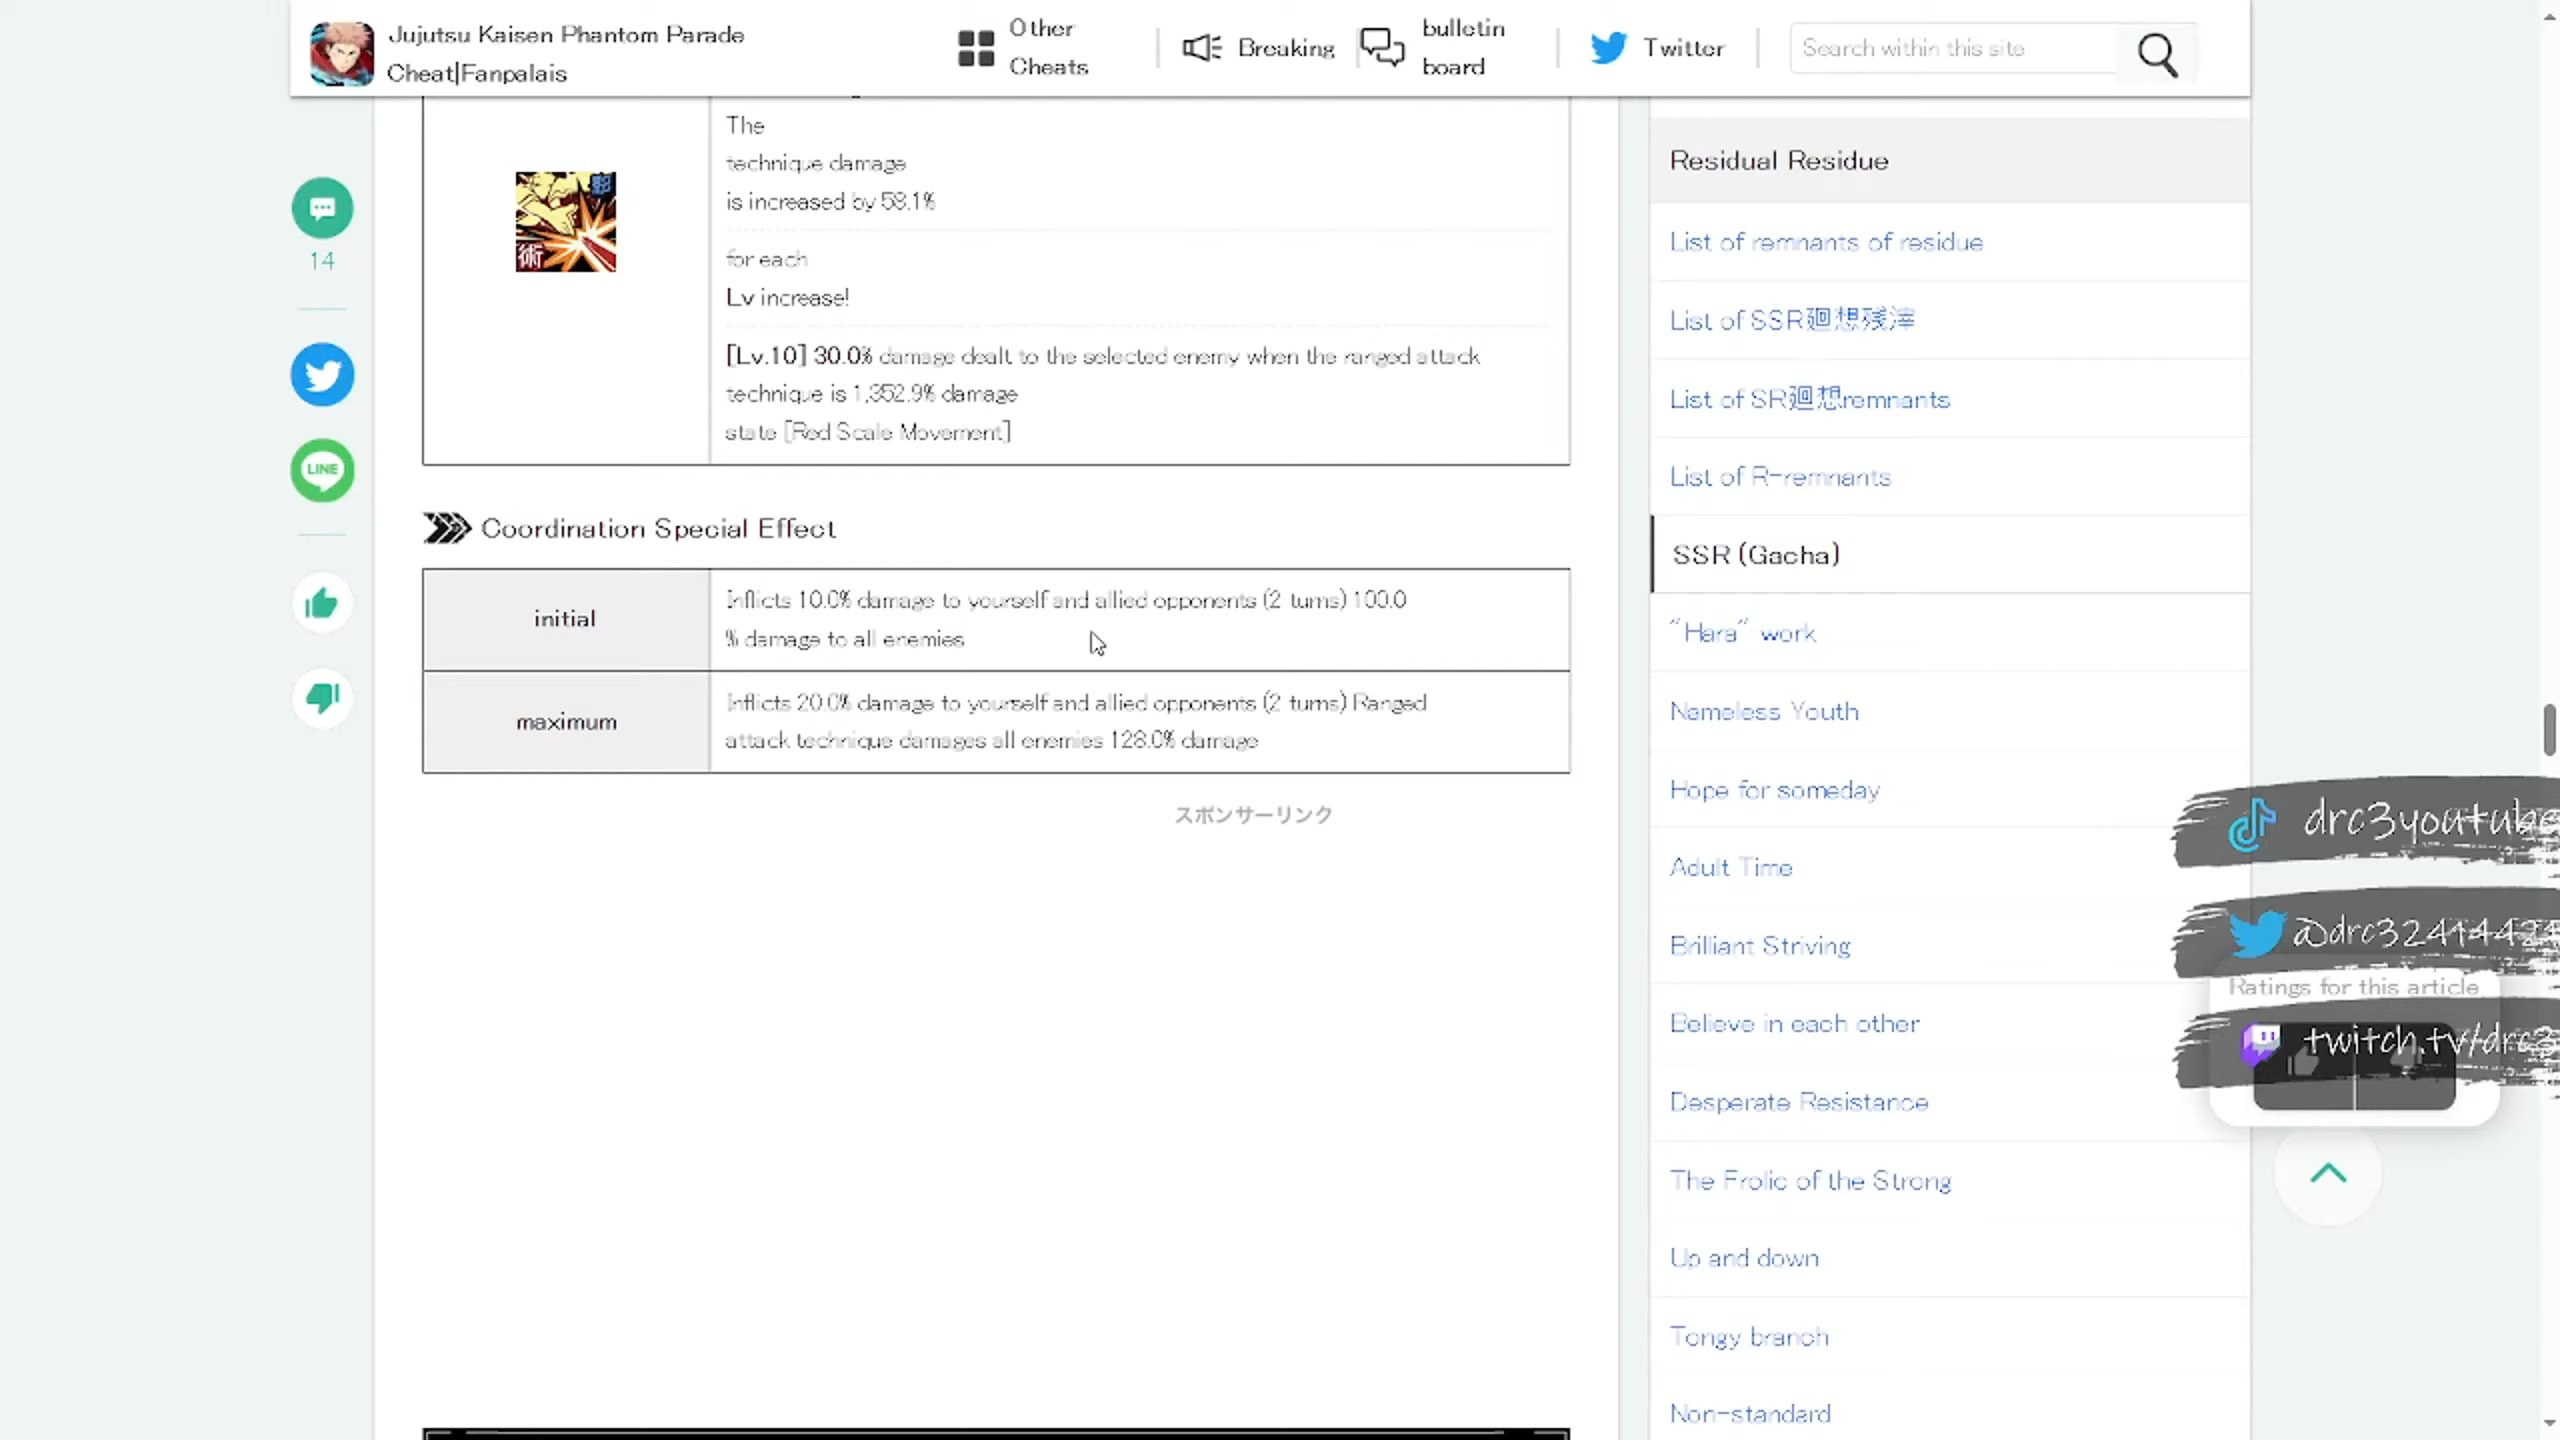 Jujutsu Kaisen Phantom Parade
Cheat|Fanpalais
Other
Cheats
Breaking
bulletin
board
Twitter
Search within this site
14
LINE
The
technique damage
is increased by 58.1%
for each
Lv increase!
[Lv.10] 30.0% damage dealt to the selected enemy when the ranged attack
technique is 1,352.9% damage
state [Red Scale Movement]
術
Coordination Special Effect
initial
Inflicts 10.0% damage to yourself and allied opponents (2 turns) 100.0
% damage to all enemies
maximum
Inflicts 20.0% damage to yourself and allied opponents (2 turns) Ranged
attack technique damages all enemies 128.0% damage
スポンサーリンク
Residual Residue
List of remnants of residue
List of SSR廻想残滓
List of SR廻想remnants
List of R-remnants
SSR (Gacha)
"Hara" work
Nameless Youth
Hope for someday
Adult Time
Brilliant Striving
Believe in each other
Desperate Resistance
The Frolic of the Strong
Up and down
Tongy branch
Non-standard
drc3youtube
@drc32414424
Ratings for this article
twitch.tv/drc3